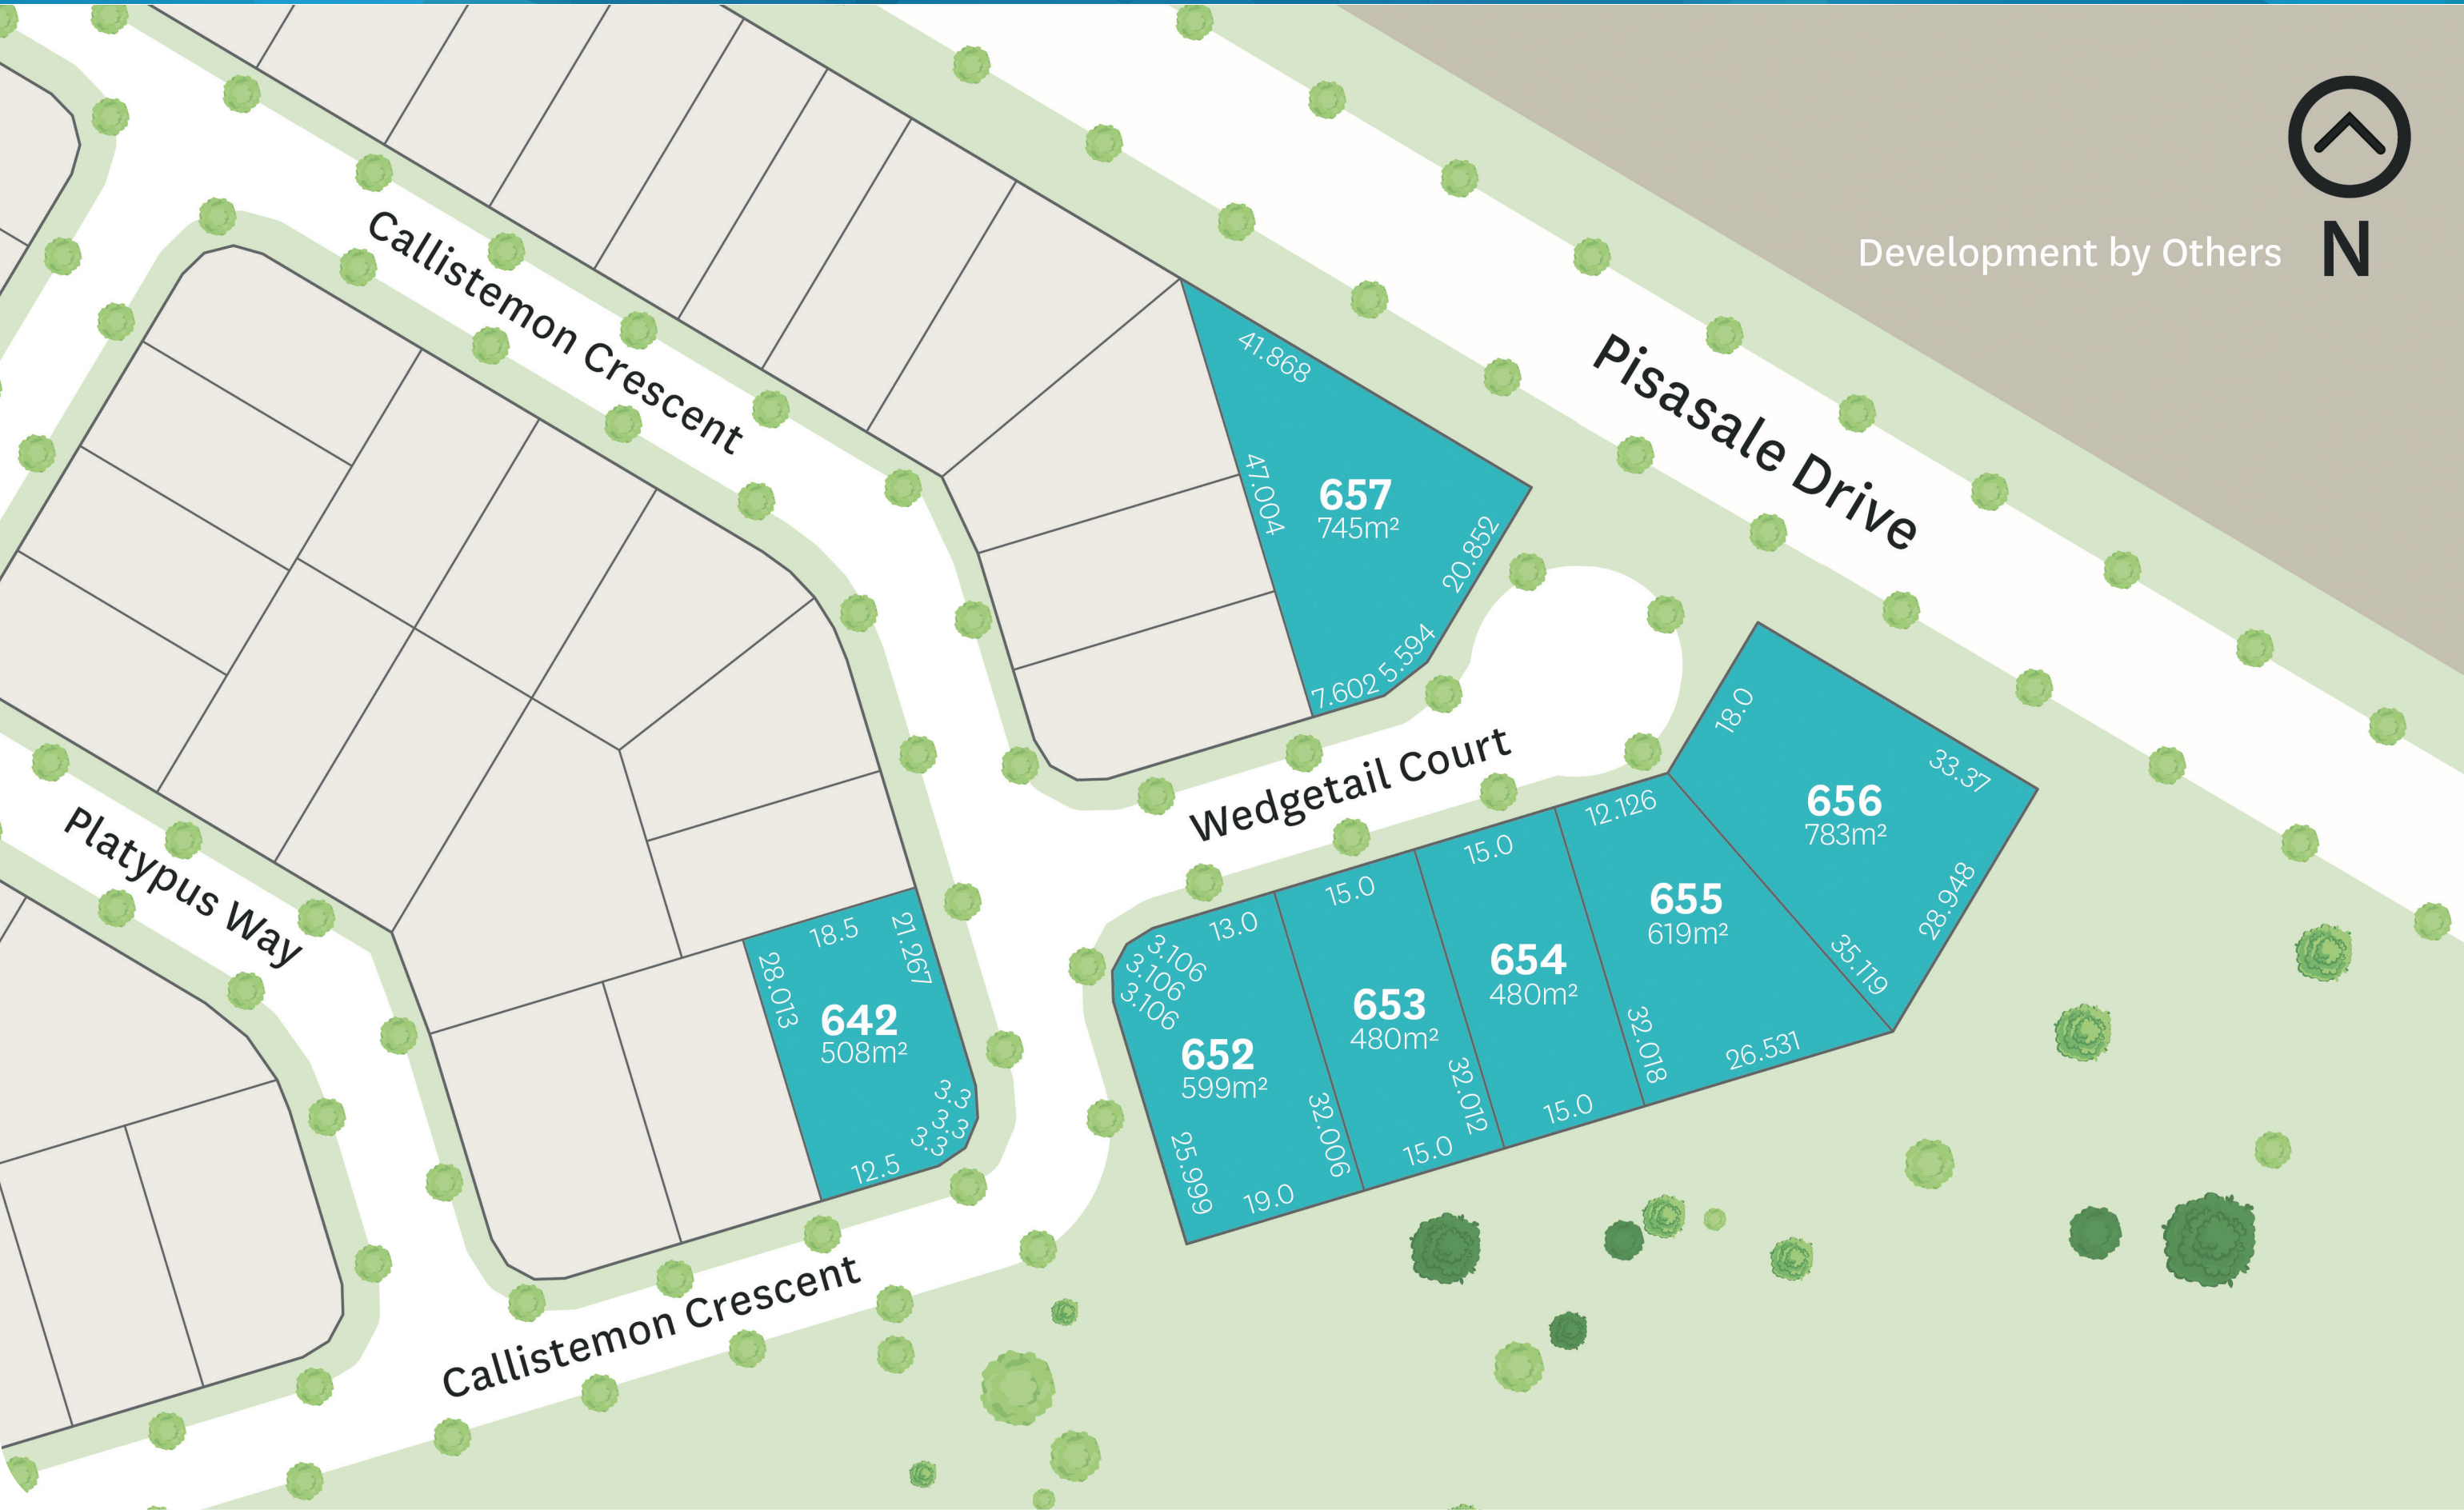 N
Development by Others
Callistemon Crescent
Pisasale Drive
41.868
47.004
657
745m²
20.852
5.594
7.602
Wedgetail Court
18.0
33.37
656
783m²
28.948
35.119
12.126
655
619m²
32.018
26.531
15.0
654
480m²
32.012
15.0
15.0
653
480m²
32.006
15.0
13.0
3.106
3.106
3.106
652
599m²
25.999
19.0
Platypus Way
18.5
21.267
28.013
642
508m²
3.3
3.3
3.3
12.5
Callistemon Crescent